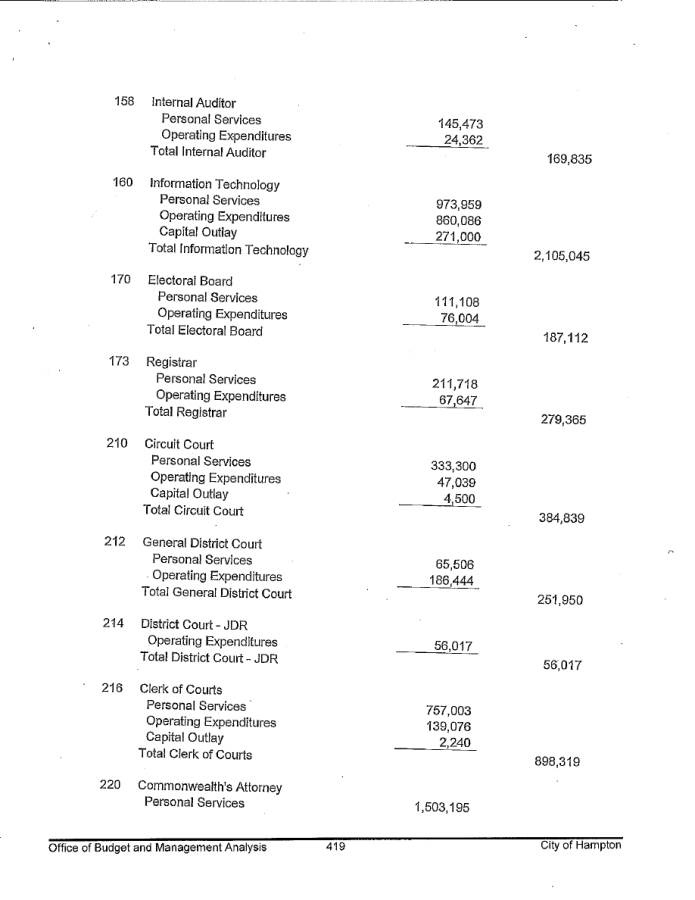 158 Internal Auditor
Personal Services 145,473
Operating Expenditures 24,362
Total Internal Auditor 169,835
160 Information Technology
Personal Services 973,959
Operating Expenditures 860,086
Capital Outlay 271,000
Total Information Technology 2,105,045
170 Electoral Board
Personal Services 111,108
Operating Expenditures 76,004
Total Electoral Board 187,112
173 Registrar
Personal Services 211,718
Operating Expenditures 67,647
Total Registrar 279,365
210 Circuit Court
Personal Services 333,300
Operating Expenditures 47,039
Capital Outlay 4,500
Total Circuit Court 384,839
212 General District Court
Personal Services 65,506
Operating Expenditures 186,444
Total General District Court 251,950
214 District Court - JDR
Operating Expenditures 56,017
Total District Court - JDR 56,017
216 Clerk of Courts
Personal Services 757,003
Operating Expenditures 139,076
Capital Outlay 2,240
Total Clerk of Courts 898,319
220 Commonwealth's Attorney
Personal Services 1,503,195
Office of Budget and Management Analysis 419 City of Hampton